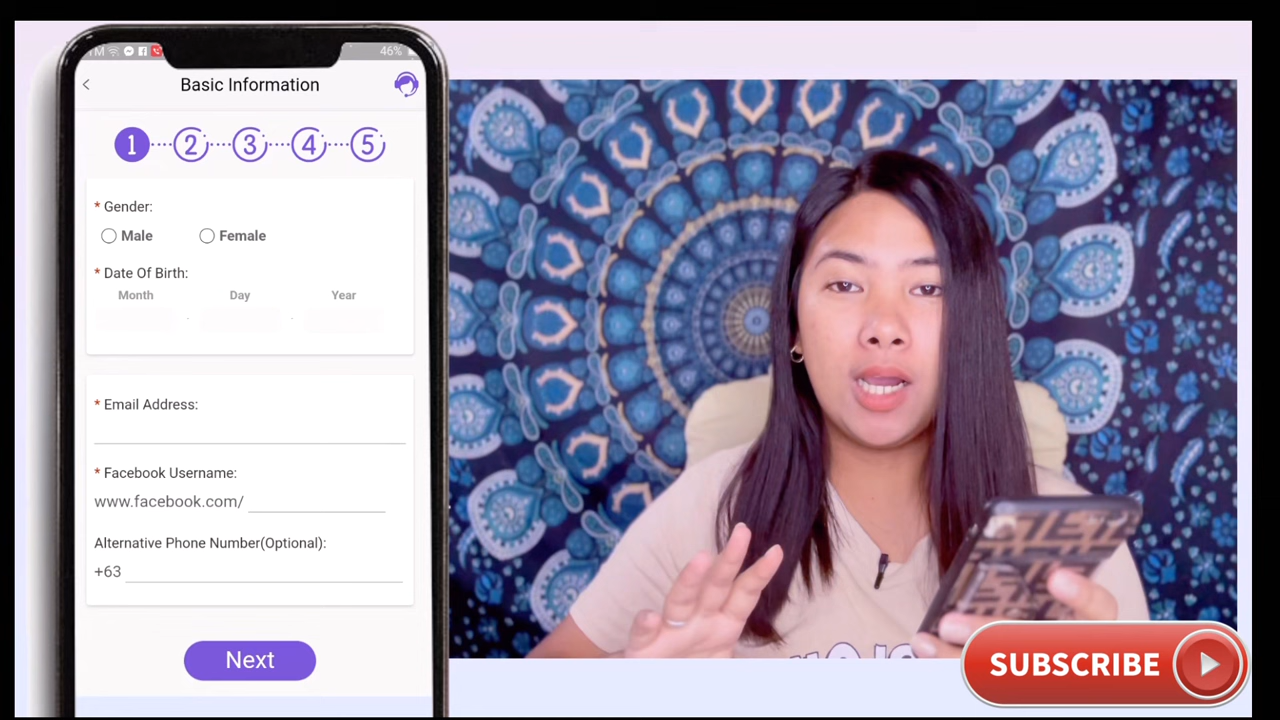 46%
Basic Information
1 2 3 4 5
* Gender:
Male Female
* Date Of Birth:
Month Day Year
* Email Address:
* Facebook Username:
www.facebook.com/
Alternative Phone Number(Optional):
+63
Next
SUBSCRIBE